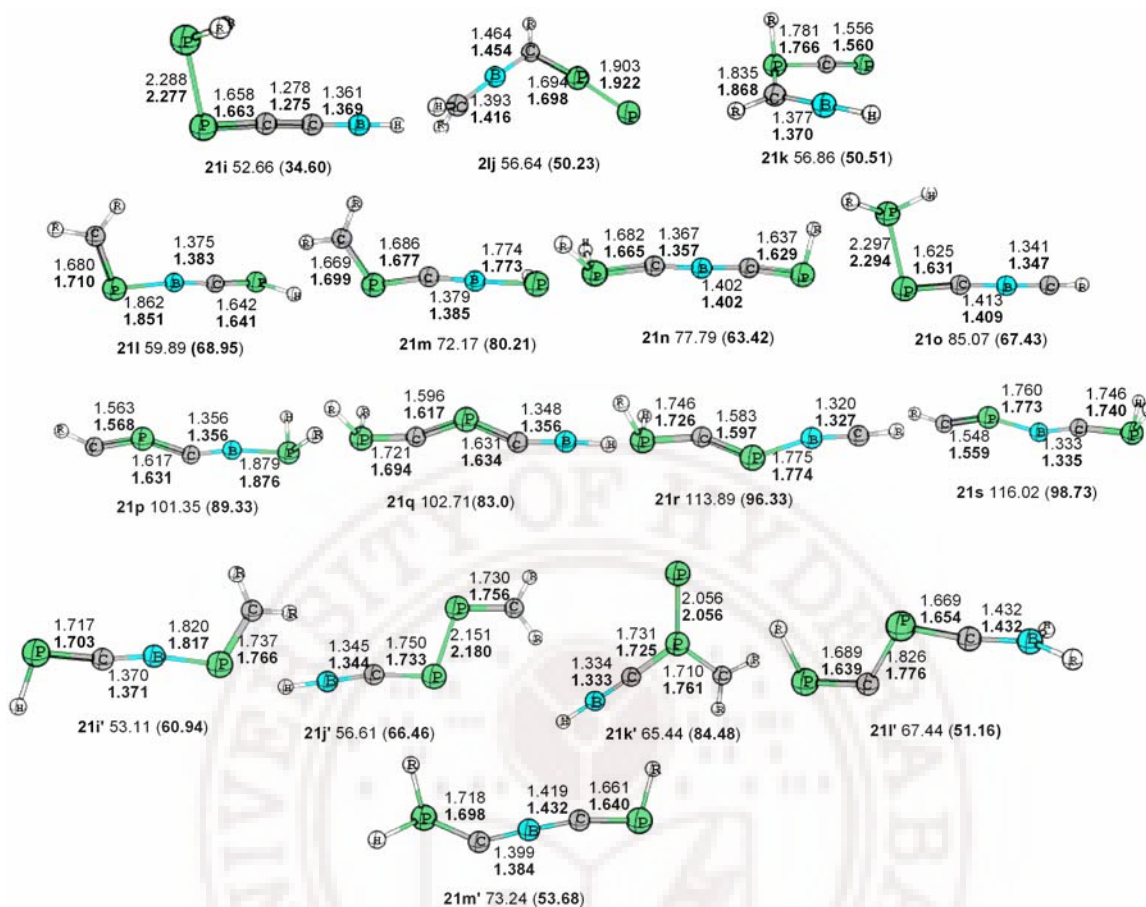 R R P
2.288
2.277
1.658 1.278 1.361
1.663 1.275 1.369
P C C B H
21i 52.66 (34.60)
R
1.464
1.454
C B P
1.903
1.922
1.694
1.698
H C R
1.393
1.416
P
2lj 56.64 (50.23)
R
1.781 1.556
1.766 1.560
P C P
1.835
1.868
C B H
R
1.377
1.370
21k 56.86 (50.51)
R R C
1.680
1.710
1.375
1.383
P B C P H
1.862
1.851
1.642
1.641
21l 59.89 (68.95)
R R C
1.669
1.699
1.686
1.677
1.774
1.773
P C B P
1.379
1.385
21m 72.17 (80.21)
R H R
1.682 1.367 1.637
1.665 1.357 1.629
P C B C P
1.402
1.402
21n 77.79 (63.42)
R P H
2.297
2.294
1.625 1.341
1.631 1.347
P C B C R
1.413
1.409
21o 85.07 (67.43)
1.563 1.356
1.568 1.356
R C P C B P H R
1.617
1.631
1.879
1.876
21p 101.35 (89.33)
1.596 1.348
1.617 1.356
R R P C P C B H
1.721
1.694
1.631
1.634
21q 102.71(83.0)
1.746 1.583 1.320
1.726 1.597 1.327
R R P C P B C R
1.775
1.774
21r 113.89 (96.33)
1.760 1.746
1.773 1.740
R C P B C P H
1.548
1.559
1.333
1.335
21s 116.02 (98.73)
R R C
1.717 1.820
1.703 1.817
1.737
1.766
P C B P
1.370
1.371
H
21i' 53.11 (60.94)
1.730
1.756
P C R R
2.151
2.180
1.345 1.750
1.344 1.733
H B C P
21j' 56.61 (66.46)
P
2.056
2.056
1.731
1.725
P
1.334
1.333
1.710
1.761
C C R R
B H
21k' 65.44 (84.48)
1.669 1.432
1.654 1.432
P C B R R
R
1.689
1.639
1.826
1.776
P C
21l' 67.44 (51.16)
R R
1.718 1.419 1.661
1.698 1.432 1.640
H P C B C P
1.399
1.384
21m' 73.24 (53.68)
UNIVERSITY OF HYDERABA